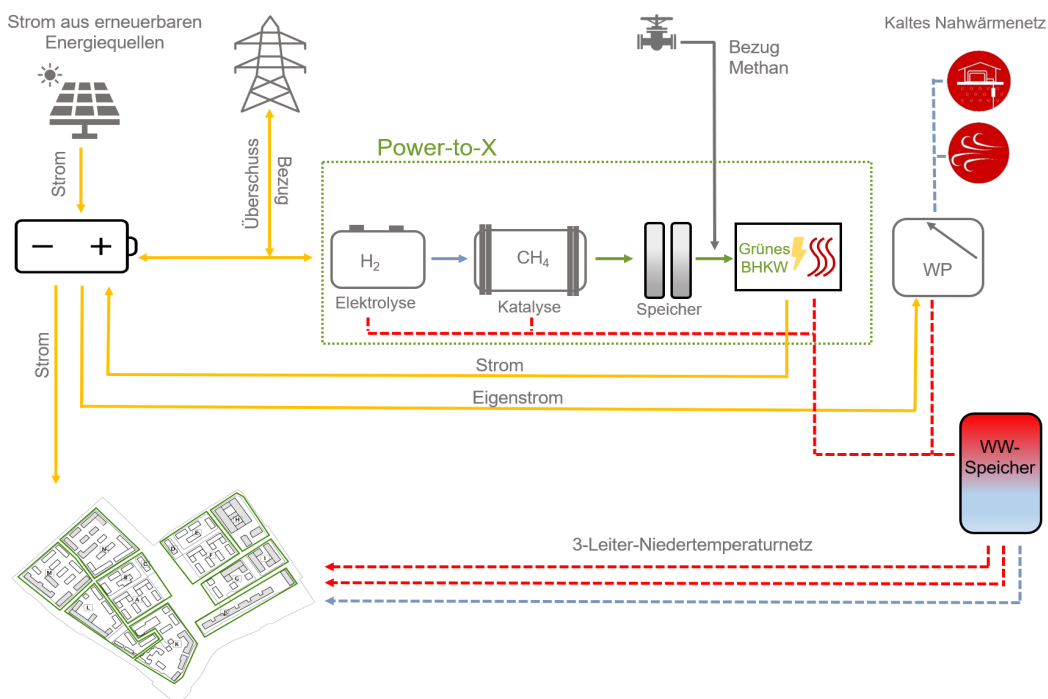 Strom aus erneuerbaren
Energiequellen
Kaltes Nahwärmenetz
Bezug
Methan
Power-to-X
Strom
Überschuss
Bezug
H2
CH4
Grünes
BHKW
WP
Elektrolyse
Katalyse
Speicher
Strom
Strom
Eigenstrom
WW-
Speicher
3-Leiter-Niedertemperaturnetz
M
L
K